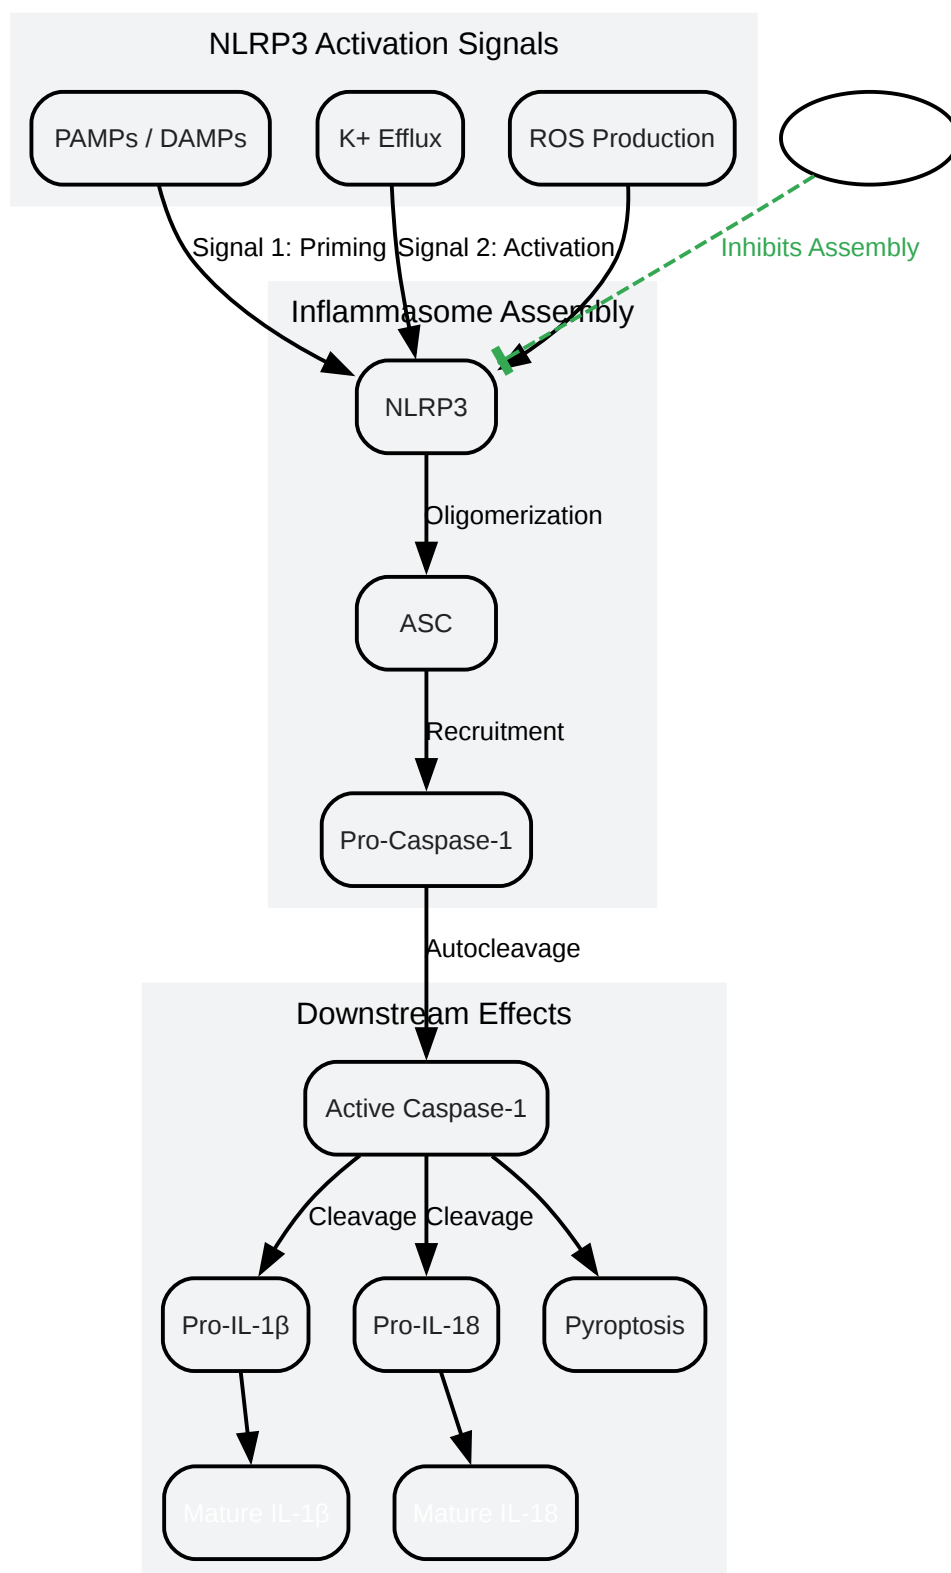 NLRP3 Activation Signals
PAMPs / DAMPs
K+ Efflux
ROS Production
Signal 1: Priming
Signal 2: Activation
Inhibits Assembly
Inflammasome Assembly
NLRP3
Oligomerization
ASC
Recruitment
Pro-Caspase-1
Autocleavage
Downstream Effects
Active Caspase-1
Cleavage
Cleavage
Pro-IL-1β
Pro-IL-18
Pyroptosis
Mature IL-1β
Mature IL-18